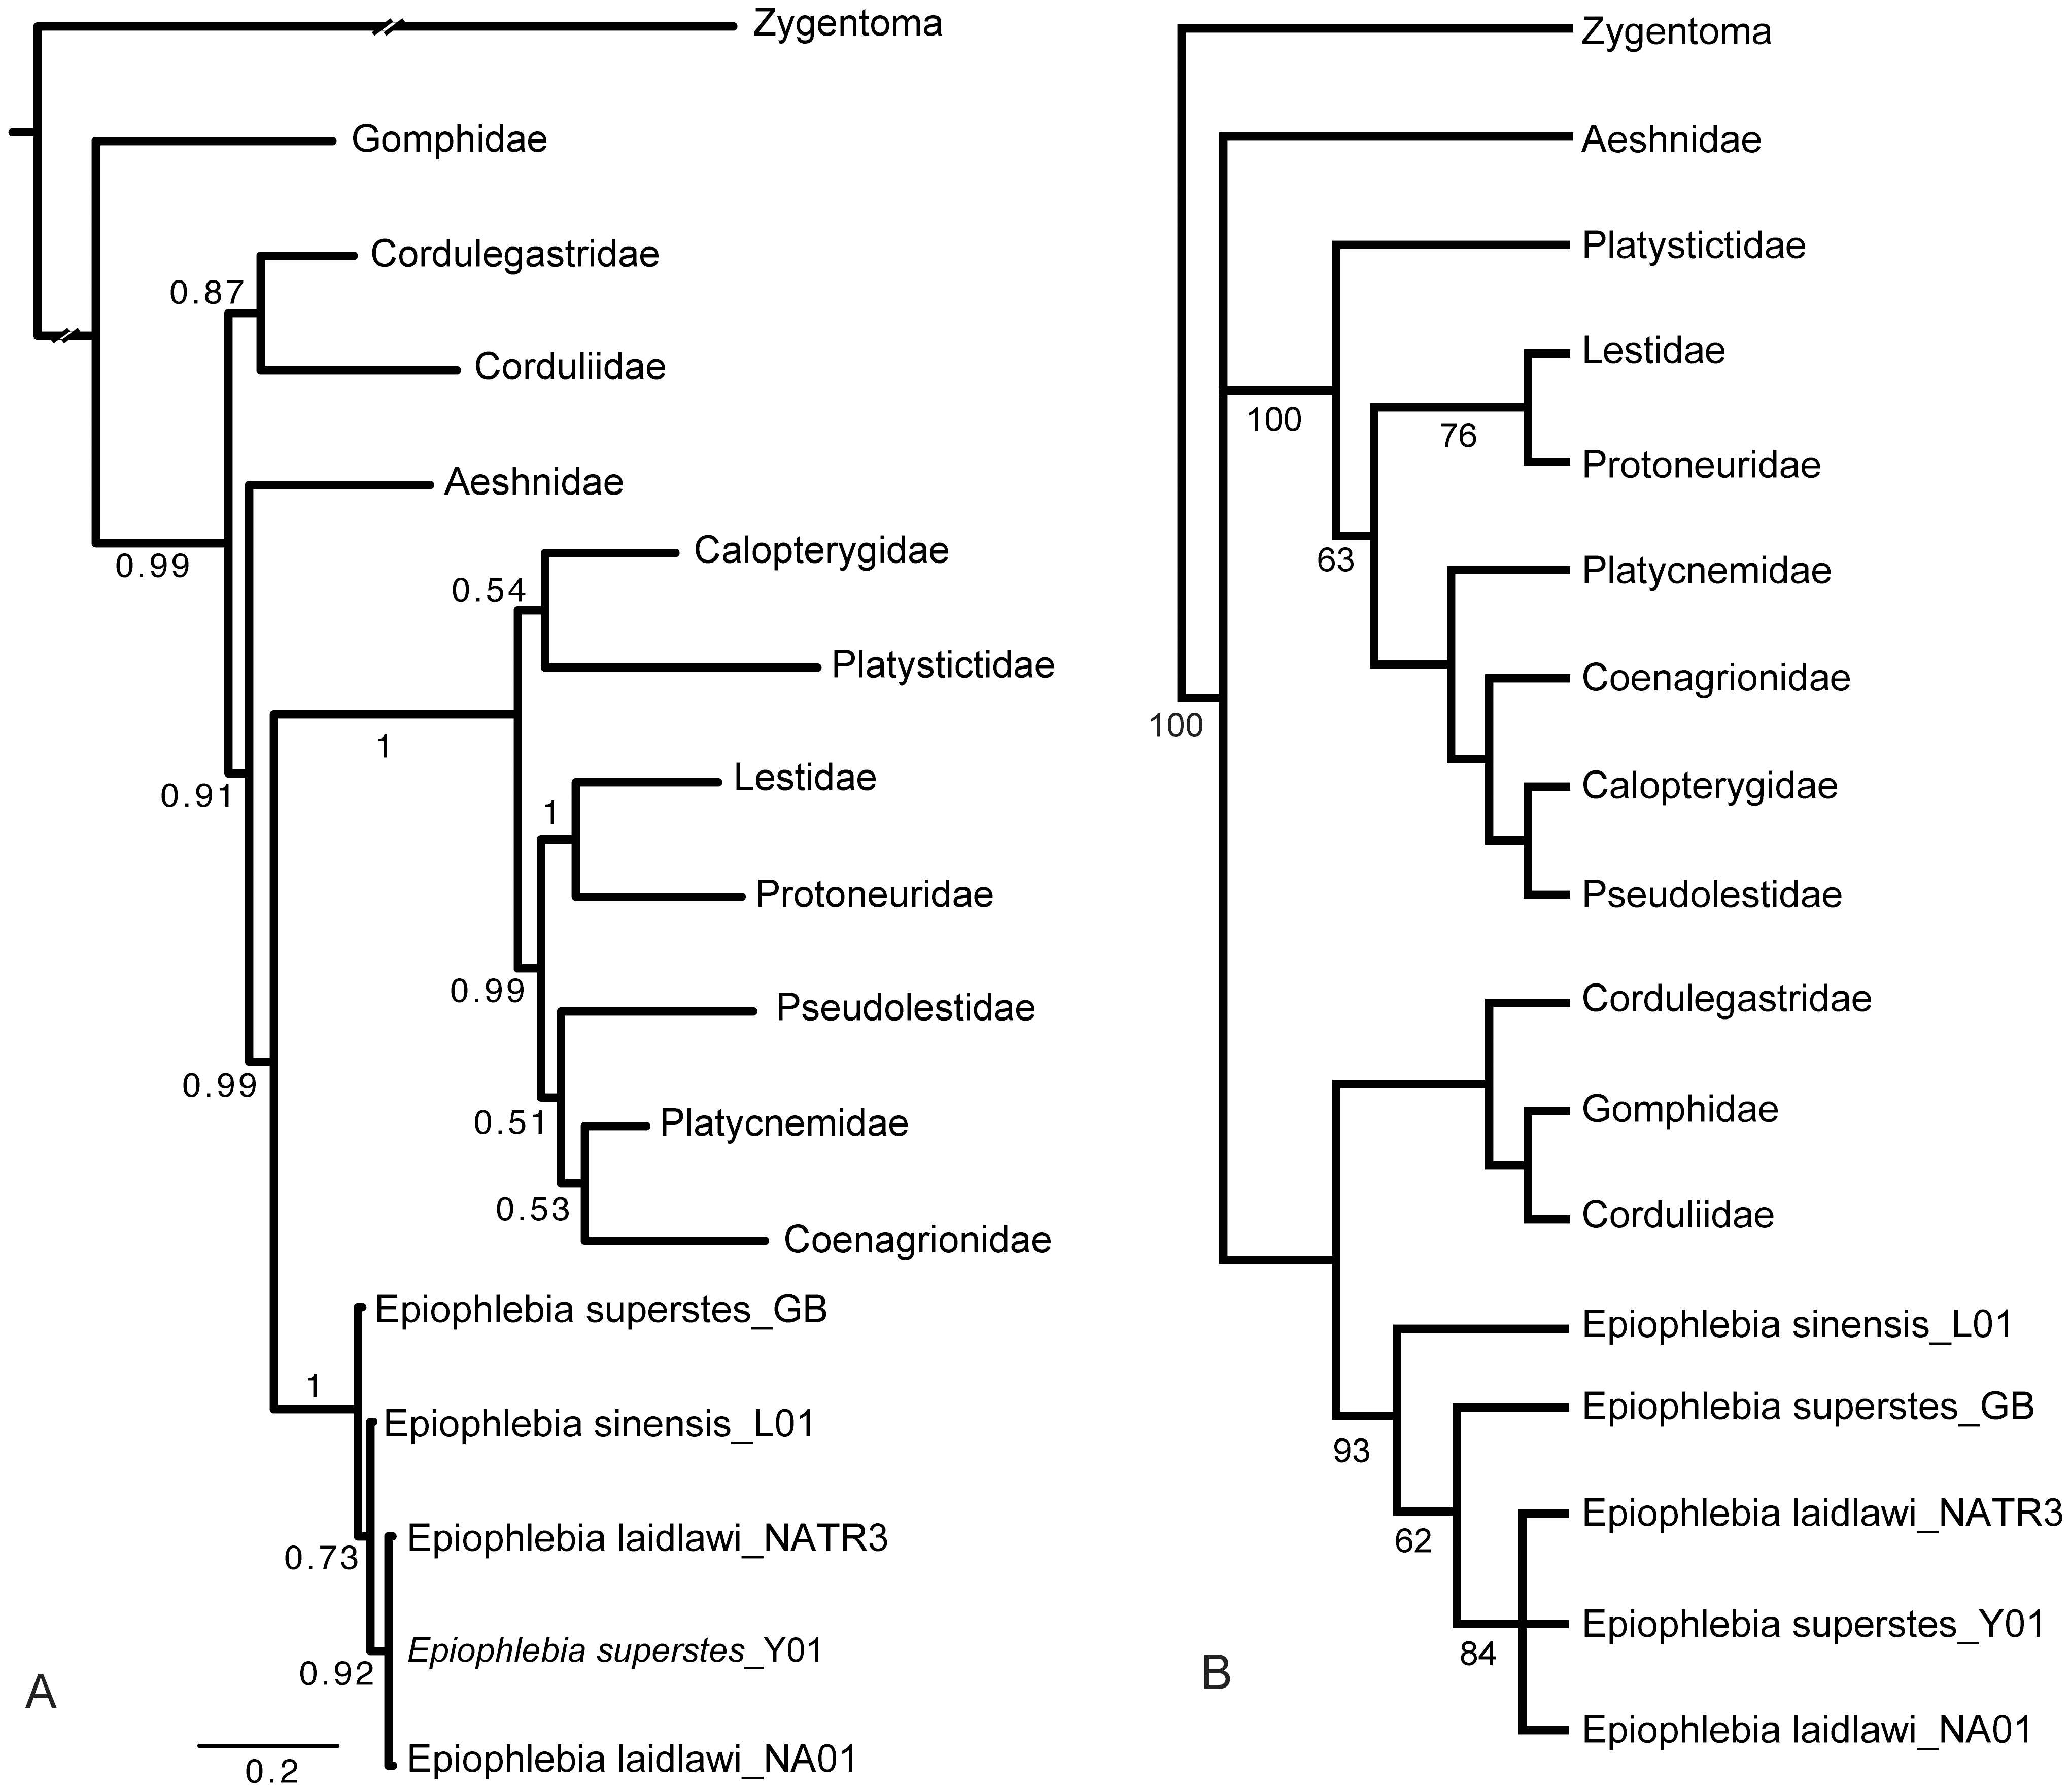 Zygentoma
Gomphidae
Cordulegastridae
0.87
Corduliidae
Aeshnidae
0.99
Calopterygidae
0.54
Platystictidae
1
Lestidae
0.91
1
Protoneuridae
0.99
Pseudolestidae
0.99
0.51
Platycnemidae
0.53
Coenagrionidae
Epiophlebia superstes_GB
1
Epiophlebia sinensis_L01
Epiophlebia laidlawi_NATR3
0.73
Epiophlebia superstes_Y01
0.92
A
Epiophlebia laidlawi_NA01
0.2
Zygentoma
Aeshnidae
Platystictidae
Lestidae
100
76
Protoneuridae
63
Platycnemidae
Coenagrionidae
100
Calopterygidae
Pseudolestidae
Cordulegastridae
Gomphidae
Corduliidae
Epiophlebia sinensis_L01
Epiophlebia superstes_GB
93
Epiophlebia laidlawi_NATR3
62
Epiophlebia superstes_Y01
84
B
Epiophlebia laidlawi_NA01